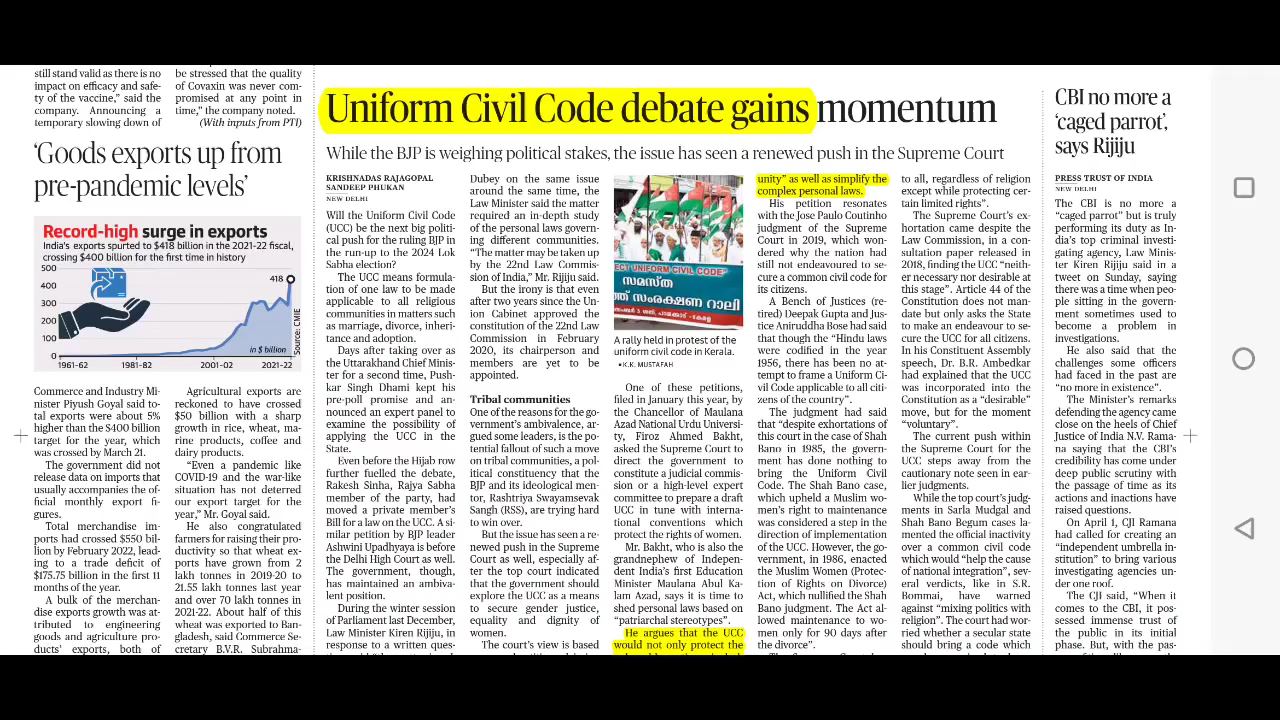 still stand valid as there is no
impact on efficacy and safe-
ty of the vaccine,” said the
company. Announcing a
temporary slowing down of
be stressed that the quality
of Covaxin was never com-
promised at any point in
time,” the company noted.
(With inputs from PTI)
‘Goods exports up from
pre-pandemic levels’
Record-high surge in exports
India's exports spurted to $418 billion in the 2021-22 fiscal,
crossing $400 billion for the first time in history
500
400
300
200
100
0
418
1961-62
1981-82
2001-02
2021-22
in $ billion
Source: CMIE
Commerce and Industry Mi-
nister Piyush Goyal said to-
tal exports were about 5%
higher than the $400 billion
target for the year, which
was crossed by March 21.
The government did not
release data on imports that
usually accompanies the of-
ficial monthly export fi-
gures.
Total merchandise im-
ports had crossed $550 bil-
lion by February 2022, lead-
ing to a trade deficit of
$175.75 billion in the first 11
months of the year.
A bulk of the merchan-
dise exports growth was at-
tributed to engineering
goods and agriculture pro-
ducts’ exports, both of
Agricultural exports are
reckoned to have crossed
$50 billion with a sharp
growth in rice, wheat, ma-
rine products, coffee and
dairy products.
“Even a pandemic like
COVID-19 and the war-like
situation has not deterred
our export target for the
year,” Mr. Goyal said.
He also congratulated
farmers for raising their pro-
ductivity so that wheat ex-
ports have grown from 2
lakh tonnes in 2019-20 to
21.55 lakh tonnes last year
and over 70 lakh tonnes in
2021-22. About half of this
wheat was exported to Ban-
gladesh, said Commerce Se-
cretary B.V.R. Subrahma-
Uniform Civil Code debate gains momentum
While the BJP is weighing political stakes, the issue has seen a renewed push in the Supreme Court
KRISHNADAS RAJAGOPAL
SANDEEP PHUKAN
NEW DELHI
Will the Uniform Civil Code
(UCC) be the next big politi-
cal push for the ruling BJP in
the run-up to the 2024 Lok
Sabha election?
The UCC means formula-
tion of one law to be made
applicable to all religious
communities in matters such
as marriage, divorce, inheri-
tance and adoption.
Days after taking over as
the Uttarakhand Chief Minis-
ter for a second time, Push-
kar Singh Dhami kept his
pre-poll promise and an-
nounced an expert panel to
examine the possibility of
applying the UCC in the
State.
Even before the Hijab row
further fuelled the debate,
Rakesh Sinha, Rajya Sabha
member of the party, had
moved a private member’s
Bill for a law on the UCC. A si-
milar petition by BJP leader
Ashwini Upadhyaya is before
the Delhi High Court as well.
The government, though,
has maintained an ambiva-
lent position.
During the winter session
of Parliament last December,
Law Minister Kiren Rijiju, in
response to a written ques-
Dubey on the same issue
around the same time, the
Law Minister said the matter
required an in-depth study
of the personal laws govern-
ing different communities.
“The matter may be taken up
by the 22nd Law Commis-
sion of India,” Mr. Rijiju said.
But the irony is that even
after two years since the Un-
ion Cabinet approved the
constitution of the 22nd Law
Commission in February
2020, its chairperson and
members are yet to be
appointed.
Tribal communities
One of the reasons for the go-
vernment’s ambivalence, ar-
gued some leaders, is the po-
tential fallout of such a move
on tribal communities, a pol-
itical constituency that the
BJP and its ideological men-
tor, Rashtriya Swayamsevak
Sangh (RSS), are trying hard
to win over.
But the issue has seen a re-
newed push in the Supreme
Court as well, especially af-
ter the top court indicated
that the government should
explore the UCC as a means
to secure gender justice,
equality and dignity of
women.
The court’s view is based
ECT UNIFORM CIVIL CODE"
സമസ്ത
ത്ത് സംരക്ഷണ റാലി
A rally held in protest of the
uniform civil code in Kerala.
K.K. MUSTAFAH
One of these petitions,
filed in January this year, by
the Chancellor of Maulana
Azad National Urdu Universi-
ty, Firoz Ahmed Bakht,
asked the Supreme Court to
direct the government to
constitute a judicial commis-
sion or a high-level expert
committee to prepare a draft
UCC in tune with interna-
tional conventions which
protect the rights of women.
Mr. Bakht, who is also the
grandnephew of Indepen-
dent India’s first Education
Minister Maulana Abul Ka-
lam Azad, says it is time to
shed personal laws based on
“patriarchal stereotypes”.
He argues that the UCC
would not only protect the
unity” as well as simplify the
complex personal laws.
His petition resonates
with the Jose Paulo Coutinho
judgment of the Supreme
Court in 2019, which won-
dered why the nation had
still not endeavoured to se-
cure a common civil code for
its citizens.
A Bench of Justices (re-
tired) Deepak Gupta and Jus-
tice Aniruddha Bose had said
that though the “Hindu laws
were codified in the year
1956, there has been no at-
tempt to frame a Uniform Ci-
vil Code applicable to all citi-
zens of the country”.
The judgment had said
that “despite exhortations of
this court in the case of Shah
Bano in 1985, the govern-
ment has done nothing to
bring the Uniform Civil
Code. The Shah Bano case,
which upheld a Muslim wo-
men’s right to maintenance
was considered a step in the
direction of implementation
of the UCC. However, the go-
vernment, in 1986, enacted
the Muslim Women (Protec-
tion of Rights on Divorce)
Act, which nullified the Shah
Bano judgment. The Act al-
lowed maintenance to wo-
men only for 90 days after
the divorce”.
to all, regardless of religion
except while protecting cer-
tain limited rights”.
The Supreme Court’s ex-
hortation came despite the
Law Commission, in a con-
sultation paper released in
2018, finding the UCC “neith-
er necessary nor desirable at
this stage”. Article 44 of the
Constitution does not man-
date but only asks the State
to make an endeavour to se-
cure the UCC for all citizens.
In his Constituent Assembly
speech, Dr. B.R. Ambedkar
had explained that the UCC
was incorporated into the
Constitution as a “desirable”
move, but for the moment
“voluntary”.
The current push within
the Supreme Court for the
UCC steps away from the
cautionary note seen in ear-
lier judgments.
While the top court’s judg-
ments in Sarla Mudgal and
Shah Bano Begum cases la-
mented the official inactivity
over a common civil code
which would “help the cause
of national integration”, sev-
eral verdicts, like in S.R.
Bommai, have warned
against “mixing politics with
religion”. The court had wor-
ried whether a secular state
should bring a code which
CBI no more a
‘caged parrot’,
says Rijiju
PRESS TRUST OF INDIA
NEW DELHI
The CBI is no more a
“caged parrot” but is truly
performing its duty as In-
dia’s top criminal investi-
gating agency, Law Minis-
ter Kiren Rijiju said in a
tweet on Sunday, saying
there was a time when peo-
ple sitting in the govern-
ment sometimes used to
become a problem in
investigations.
He also said that the
challenges some officers
had faced in the past are
“no more in existence”.
The Minister’s remarks
defending the agency came
close on the heels of Chief
Justice of India N.V. Rama-
na saying that the CBI’s
credibility has come under
deep public scrutiny with
the passage of time as its
actions and inactions have
raised questions.
On April 1, CJI Ramana
had called for creating an
“independent umbrella in-
stitution” to bring various
investigating agencies un-
der one roof.
The CJI said, “When it
comes to the CBI, it pos-
sessed immense trust of
the public in its initial
phase. But, with the pas-